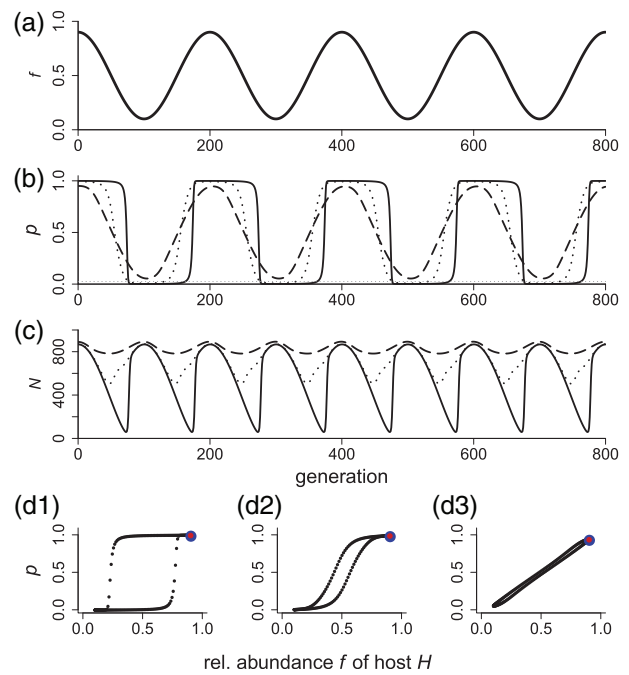 (a)
1.0
0.5
0.0
f
0 200 400 600 800
(b)
1.0
0.5
0.0
p
0 200 400 600 800
(c)
800
400
0
N
0 200 400 600 800
generation
(d1) (d2) (d3)
1.0 1.0 1.0
0.5 0.5 0.5
0.0 0.0 0.0
p
0.0 0.5 1.0 0.0 0.5 1.0 0.0 0.5 1.0
rel. abundance f of host H